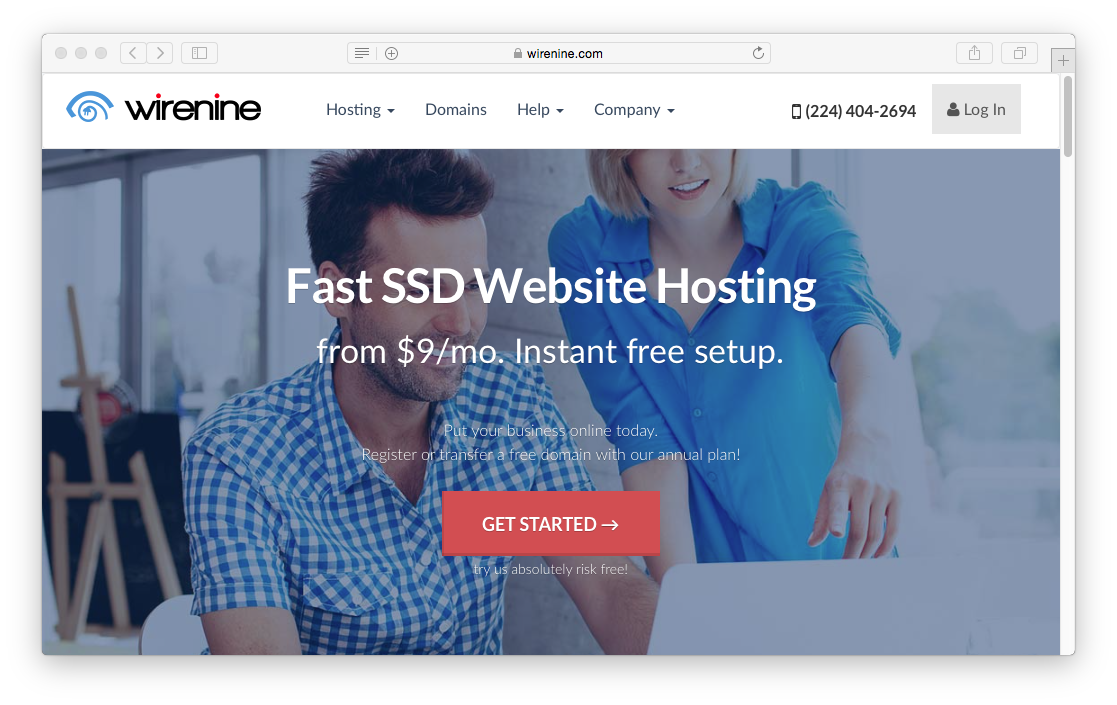 wirenine.com
wirenine
Hosting
Domains
Help
Company
(224) 404-2694
Log In
Fast SSD Website Hosting
from $9/mo. Instant free setup.
Put your business online today.
Register or transfer a free domain with our annual plan!
GET STARTED →
try us absolutely risk free!